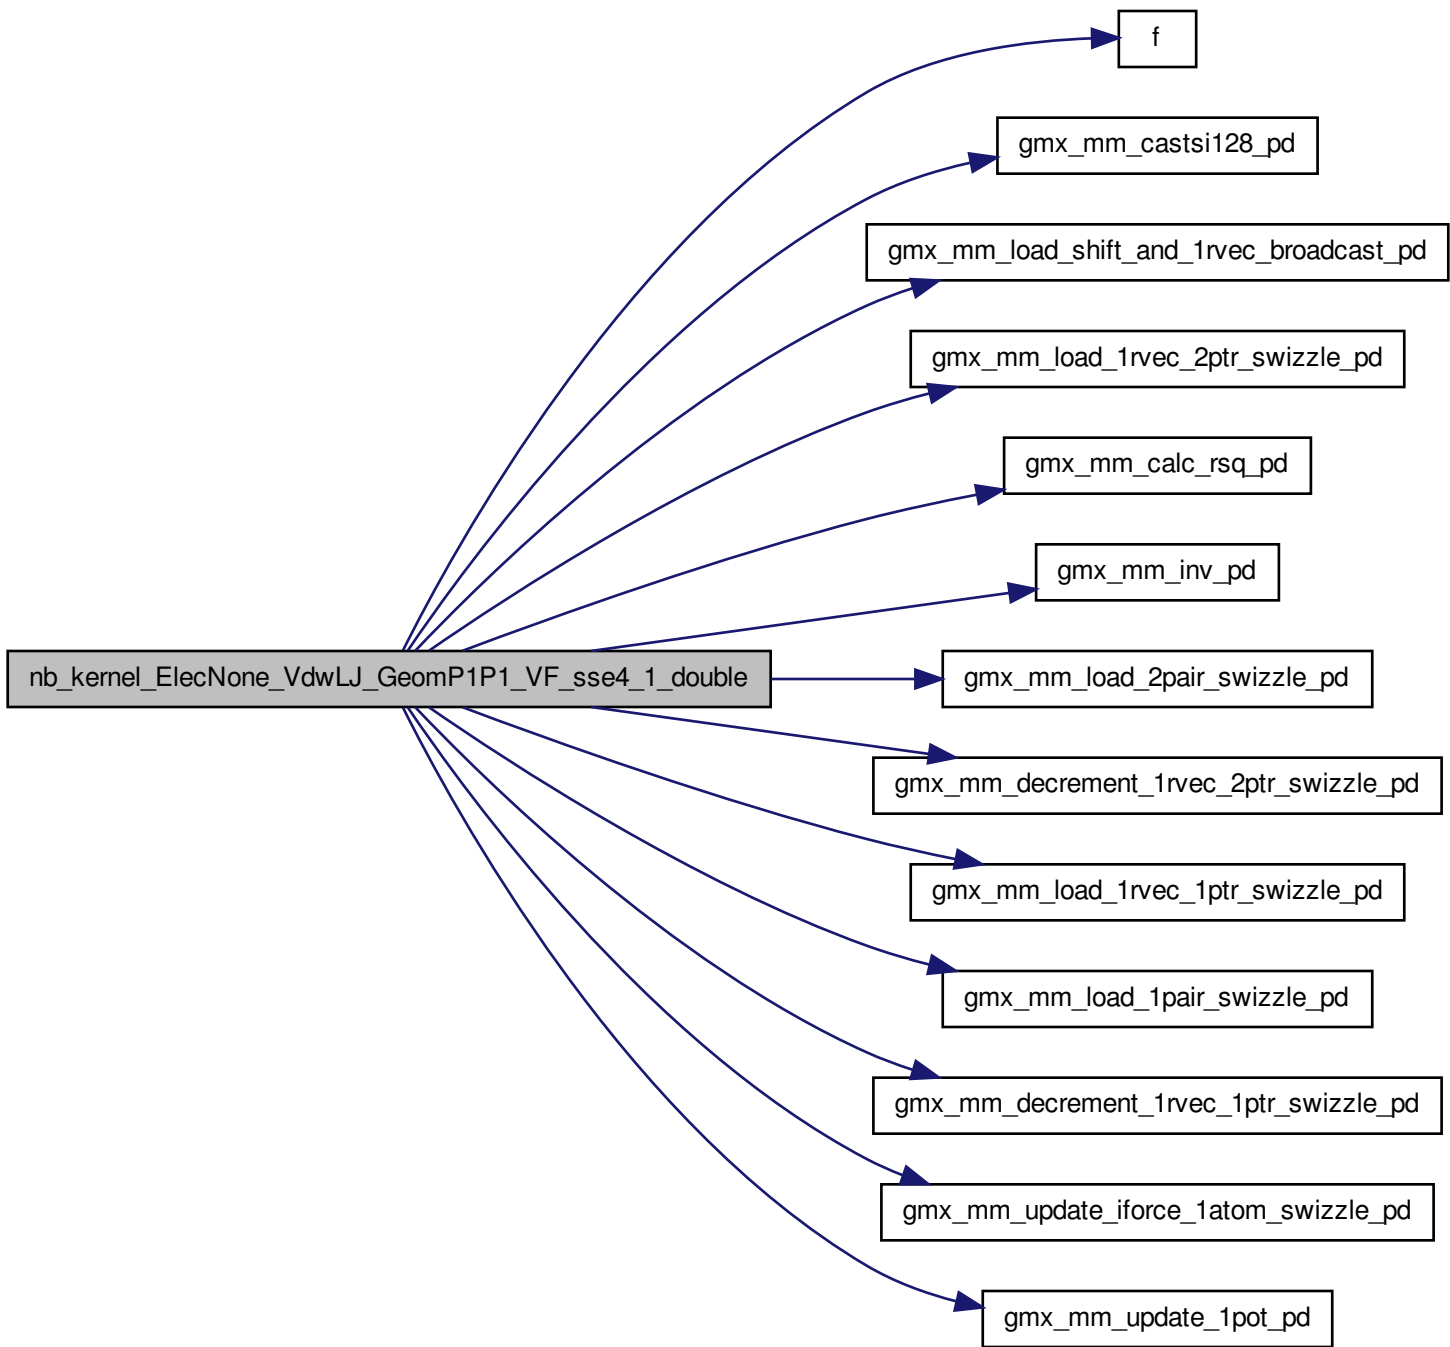 f
gmx_mm_castsi128_pd
gmx_mm_load_shift_and_1rvec_broadcast_pd
gmx_mm_load_1rvec_2ptr_swizzle_pd
gmx_mm_calc_rsq_pd
gmx_mm_inv_pd
nb_kernel_ElecNone_VdwLJ_GeomP1P1_VF_sse4_1_double
gmx_mm_load_2pair_swizzle_pd
gmx_mm_decrement_1rvec_2ptr_swizzle_pd
gmx_mm_load_1rvec_1ptr_swizzle_pd
gmx_mm_load_1pair_swizzle_pd
gmx_mm_decrement_1rvec_1ptr_swizzle_pd
gmx_mm_update_iforce_1atom_swizzle_pd
gmx_mm_update_1pot_pd